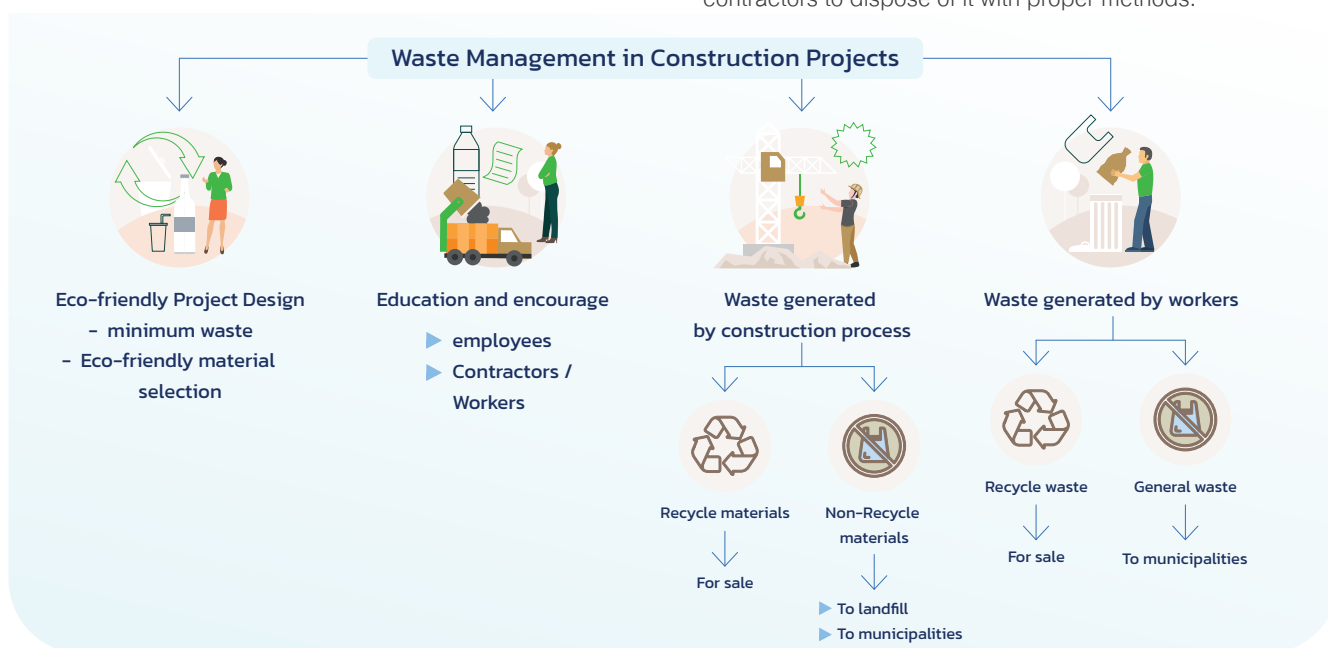 contractors to dispose of it with proper methods.
Waste Management in Construction Projects
Eco-friendly Project Design
- minimum waste
- Eco-friendly material
selection
Education and encourage
employees
Contractors /
Workers
Waste generated
by construction process
Recycle materials
For sale
Non-Recycle
materials
To landfill
To municipalities
Waste generated by workers
Recycle waste
For sale
General waste
To municipalities